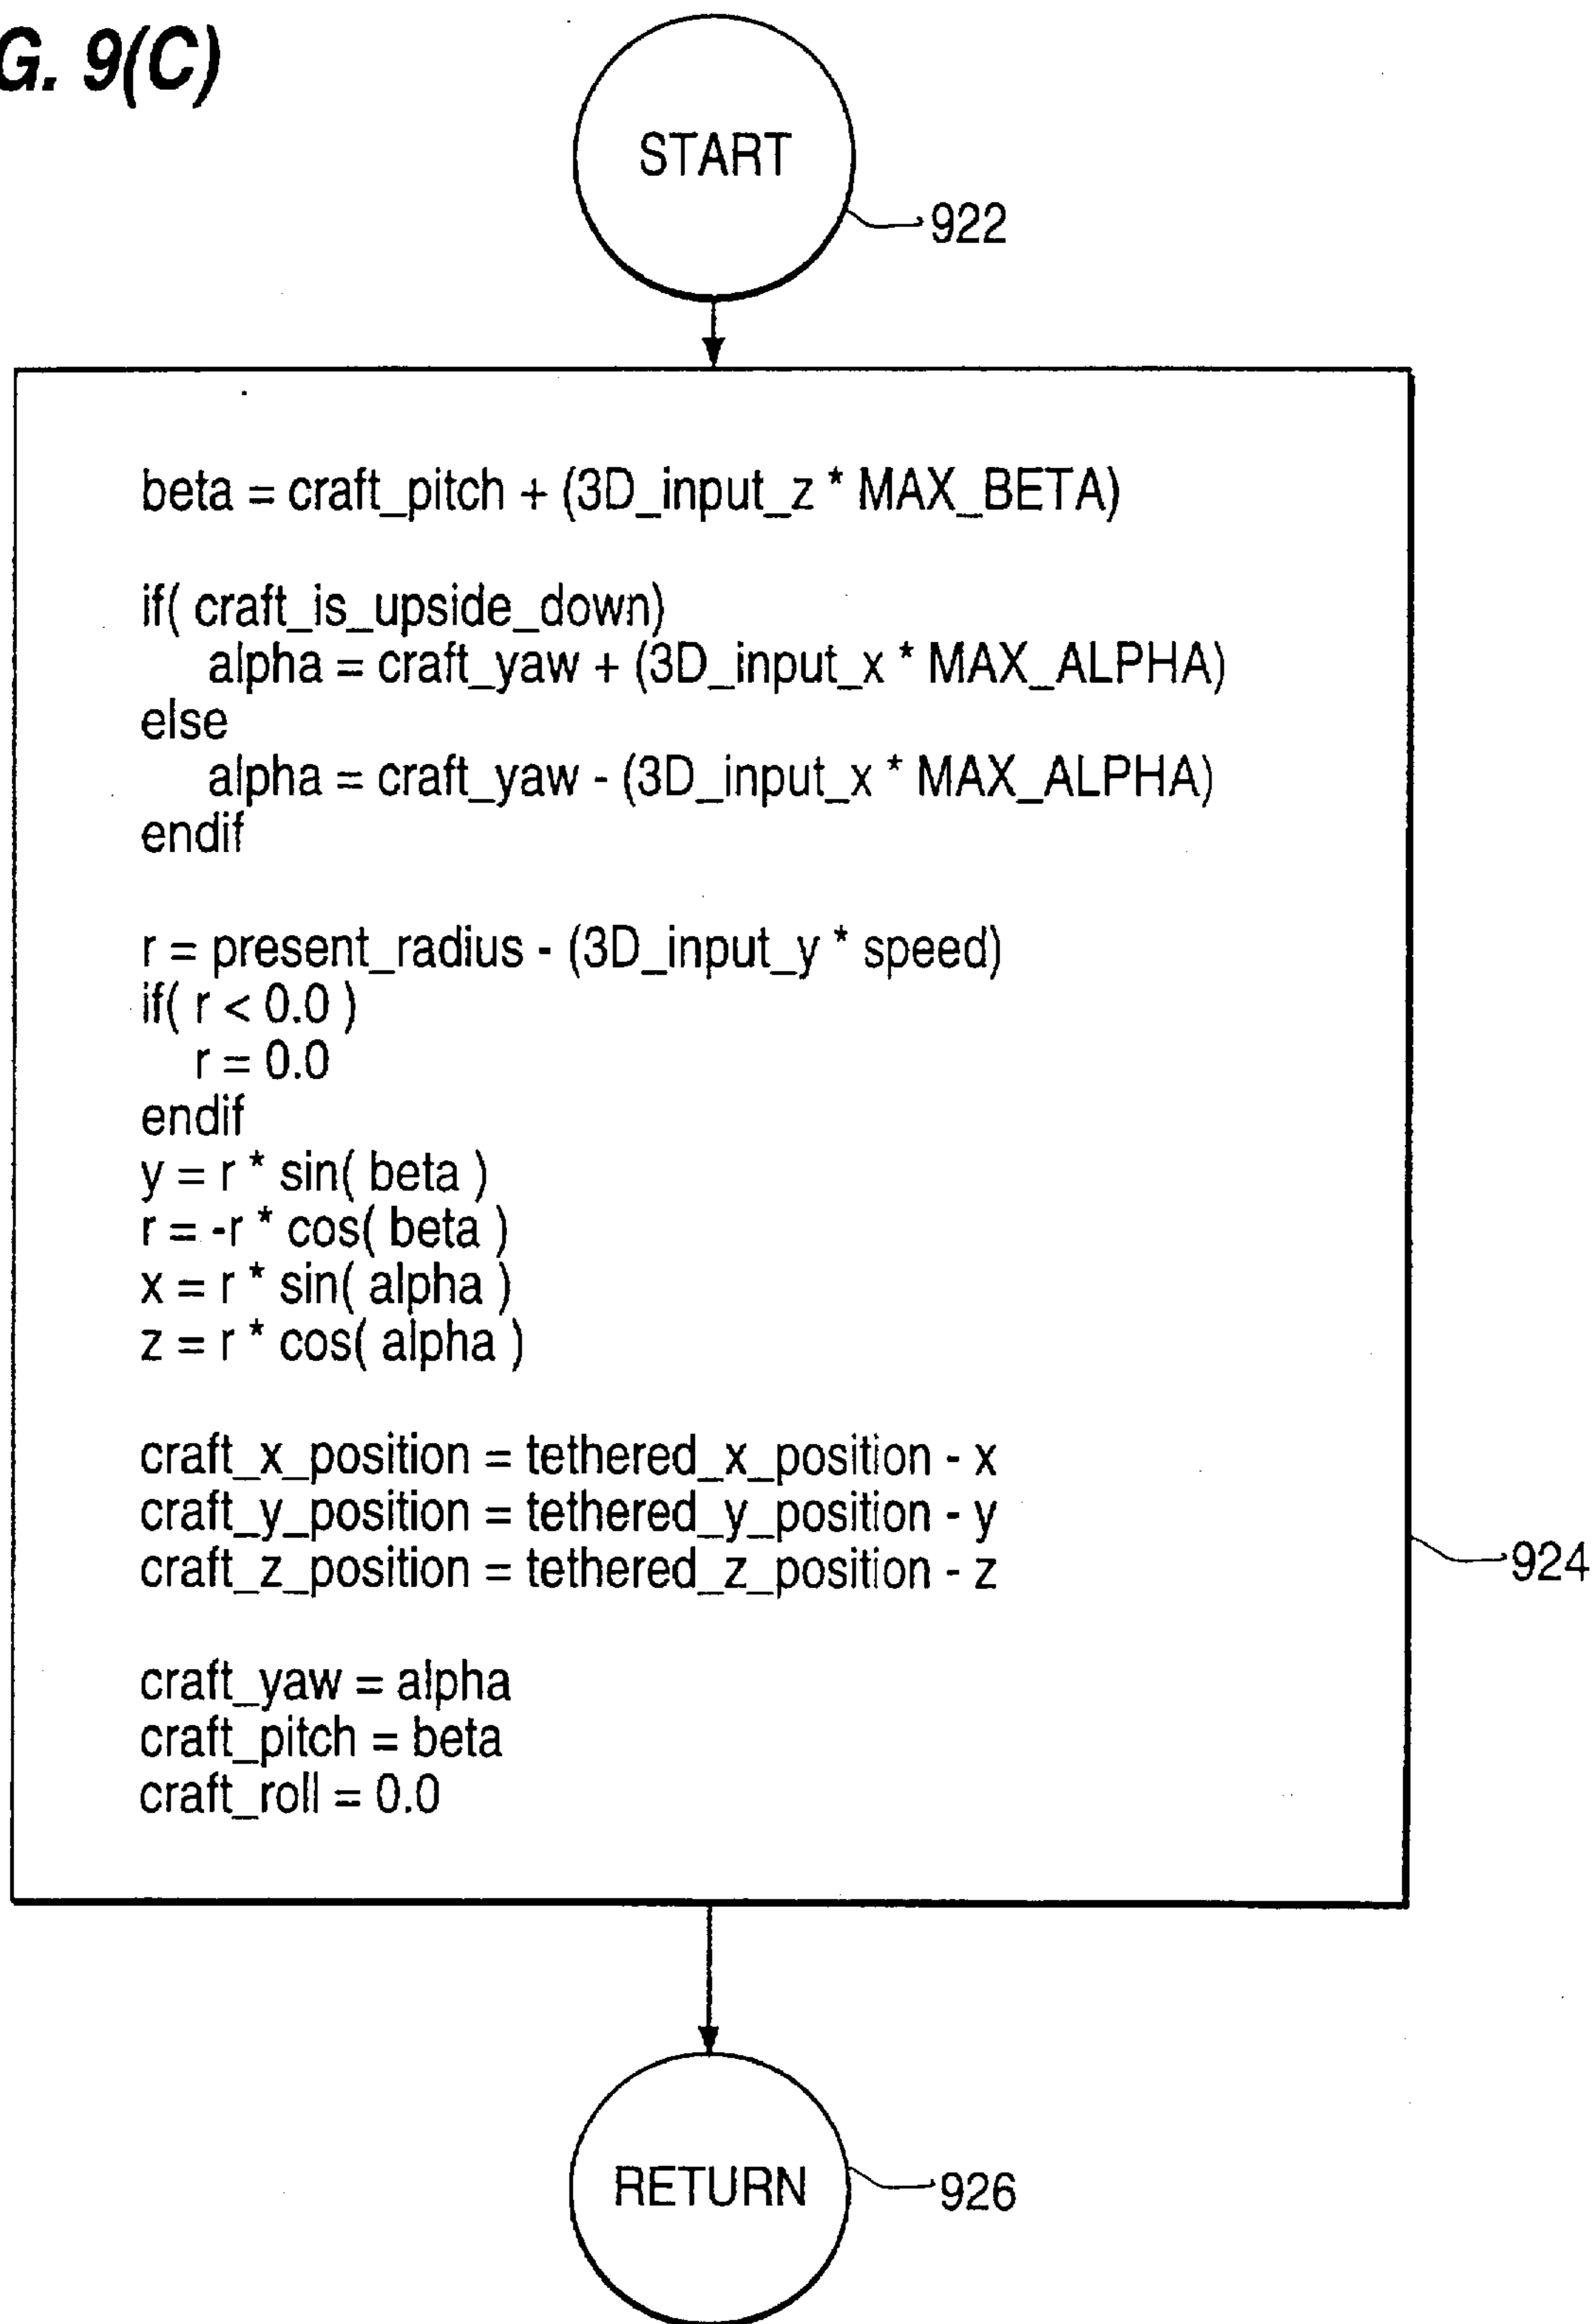 G. 9(C)
START
922
beta = craft_pitch + (3D_input_z * MAX_BETA)
if( craft_is_upside_down)
alpha = craft_yaw + (3D_input_x * MAX_ALPHA)
else
alpha = craft_yaw - (3D_input_x * MAX_ALPHA)
endif
r = present_radius - (3D_input_y * speed)
if( r < 0.0 )
r = 0.0
endif
y = r * sin( beta )
r = -r * cos( beta )
x = r * sin( alpha )
z = r * cos( alpha )
craft_x_position = tethered_x_position - x
craft_y_position = tethered_y_position - y
craft_z_position = tethered_z_position - z
924
craft_yaw = alpha
craft_pitch = beta
craft_roll = 0.0
RETURN
926